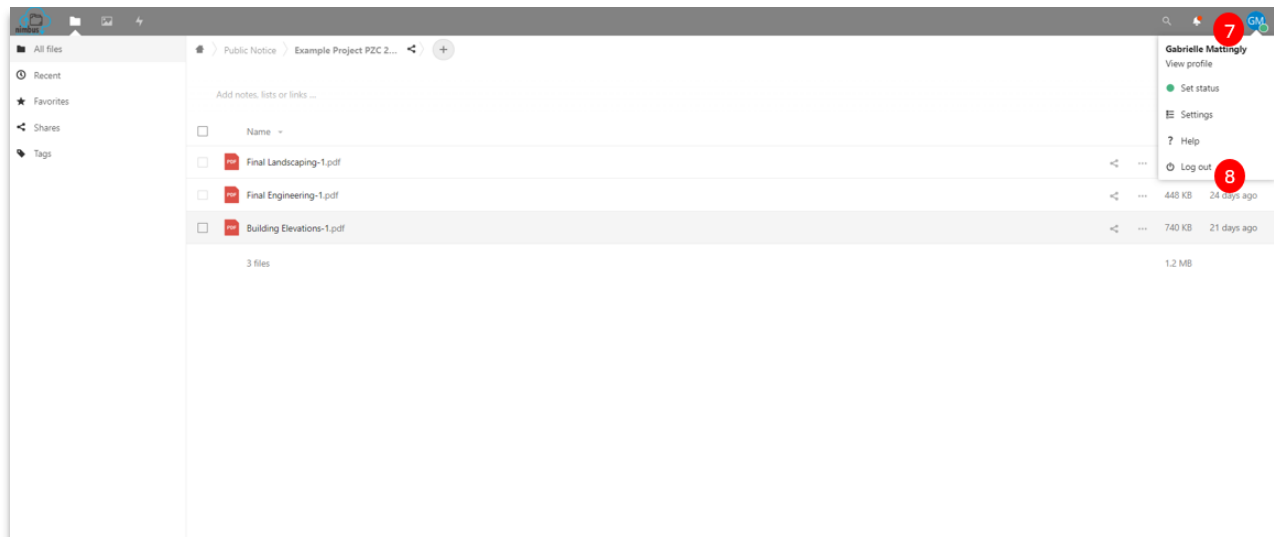 nimbus
7
GM
All files
Public Notice
Example Project PZC 2...
+
Gabrielle Mattingly
View profile
Recent
Set status
Favorites
Add notes, lists or links ...
Settings
Shares
Name
? Help
Tags
Log out
8
PDF Final Landscaping-1.pdf ...
PDF Final Engineering-1.pdf ... 448 KB 24 days ago
PDF Building Elevations-1.pdf ... 740 KB 21 days ago
3 files 1.2 MB